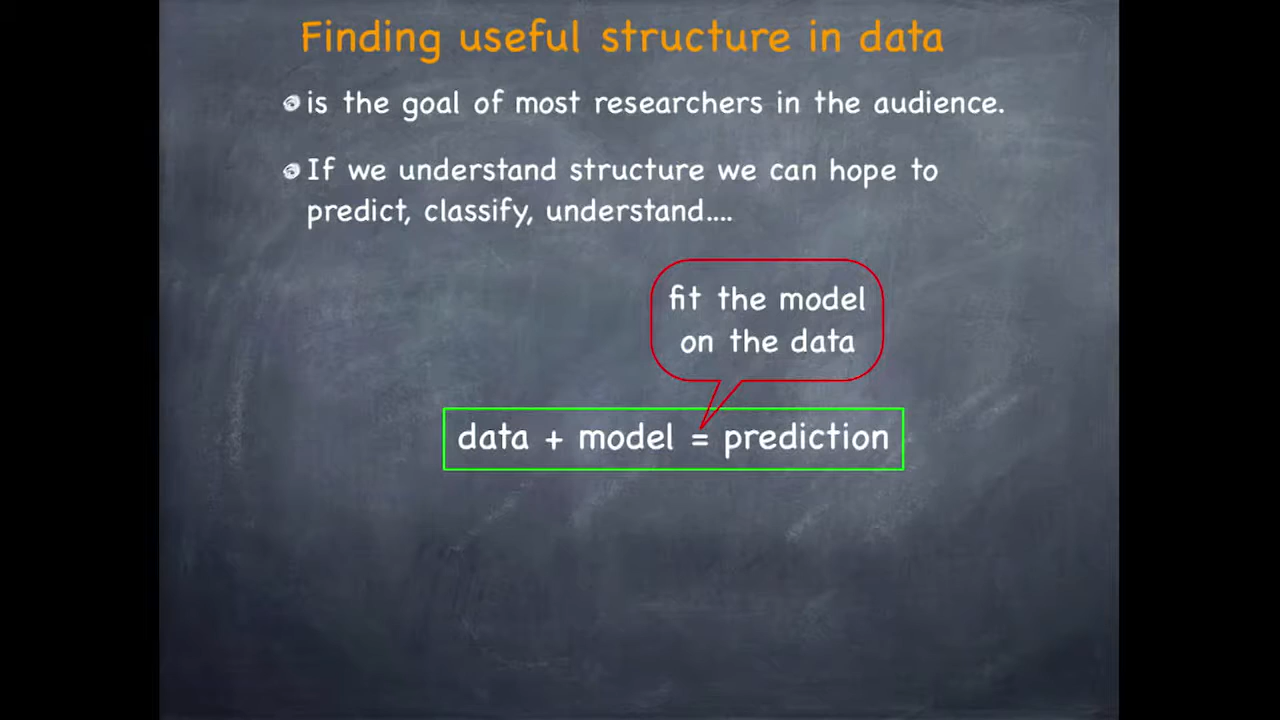 Finding useful structure in data
is the goal of most researchers in the audience.
If we understand structure we can hope to
predict, classify, understand....
fit the model
on the data
data + model = prediction